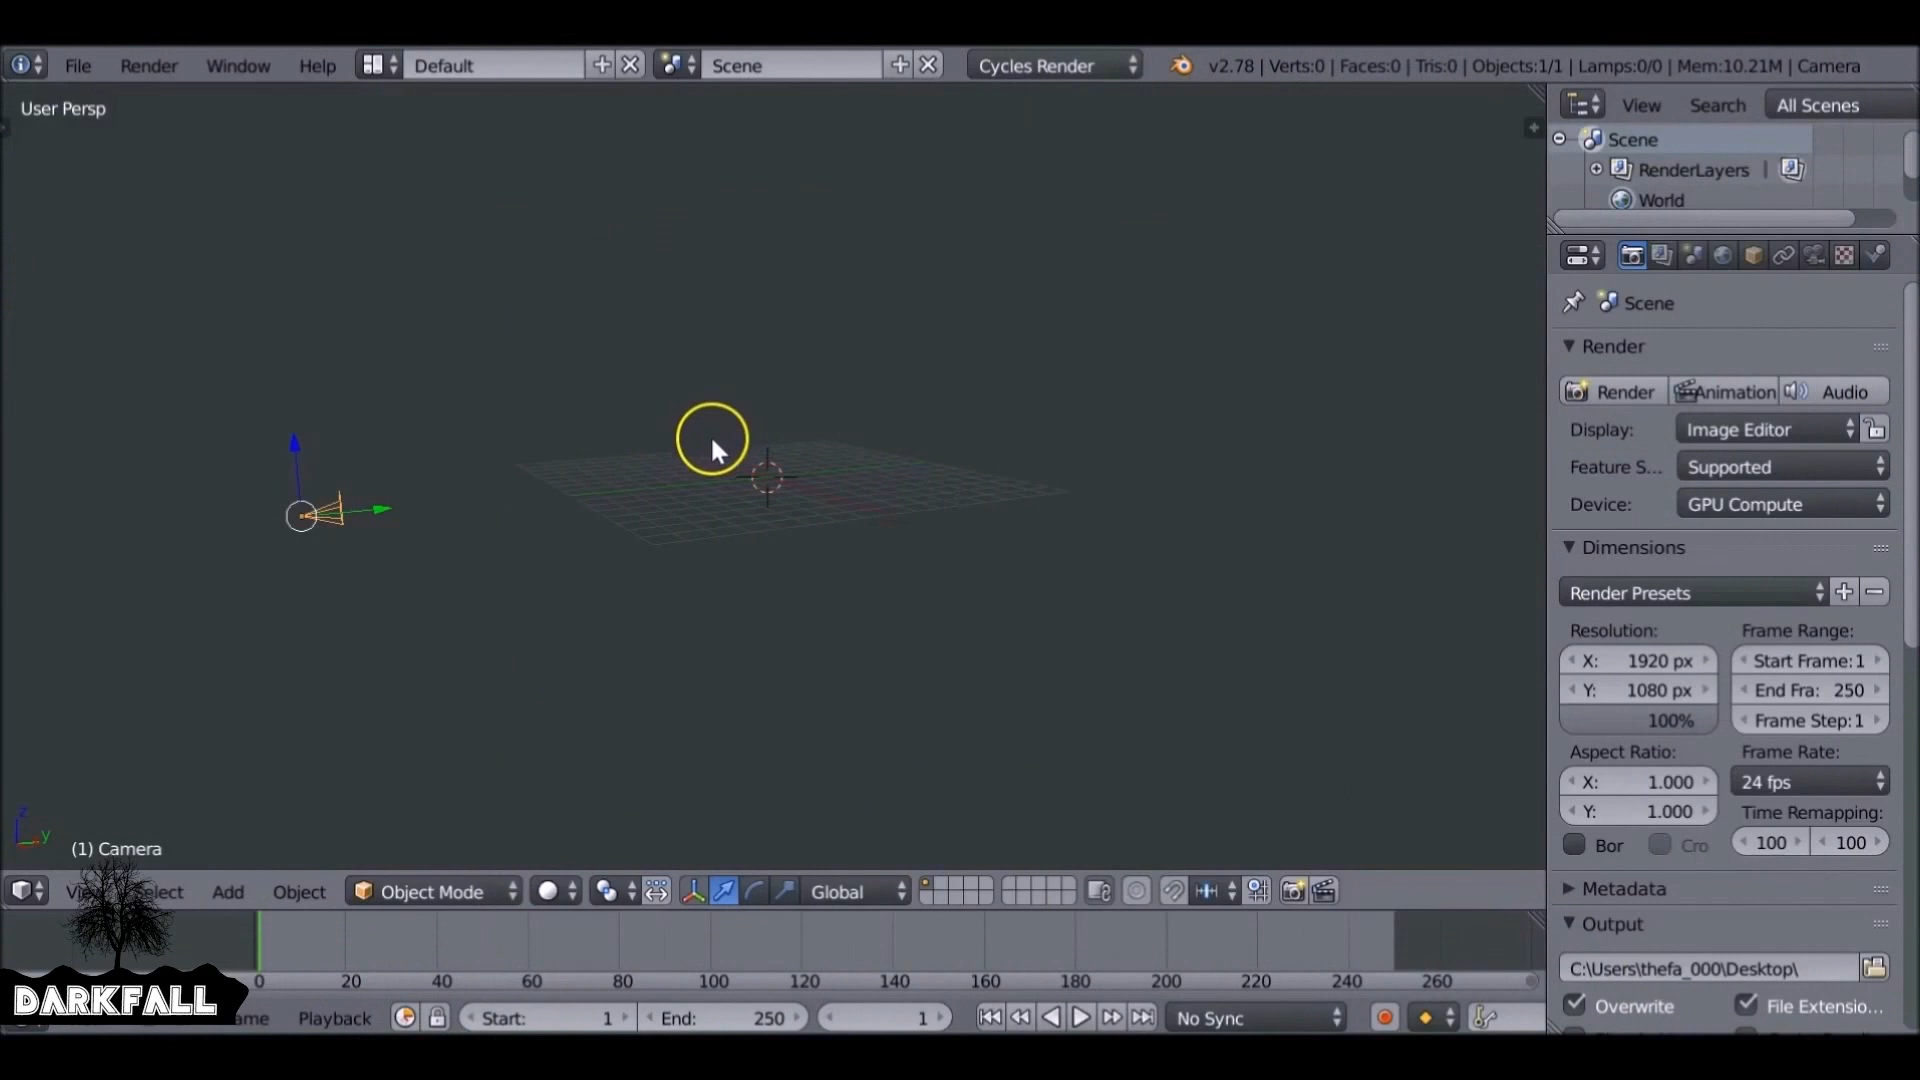 File Render Window Help Default Scene Cycles Render v2.78 | Verts:0 | Faces:0 | Tris:0 | Objects:1/1 | Lamps:0/0 | Mem:10.21M | Camera
User Persp
View Search All Scenes
Scene
RenderLayers |
World
Scene
Render
Render Animation Audio
Display: Image Editor
Feature S... Supported
Device: GPU Compute
Dimensions
Render Presets
Resolution: Frame Range:
X: 1920 px Start Frame: 1
Y: 1080 px End Fra: 250
100% Frame Step: 1
Aspect Ratio: Frame Rate:
X: 1.000 24 fps
Y: 1.000 Time Remapping:
Bor Cro 100 100
Metadata
Output
C:\Users\thefa_000\Desktop\
Overwrite File Extensio...
z
y
(1) Camera
Add Object Object Mode Global
0 20 40 60 80 100 120 140 160 180 200 220 240 260
DARKFALL
Playback Start: 1 End: 250 1 No Sync